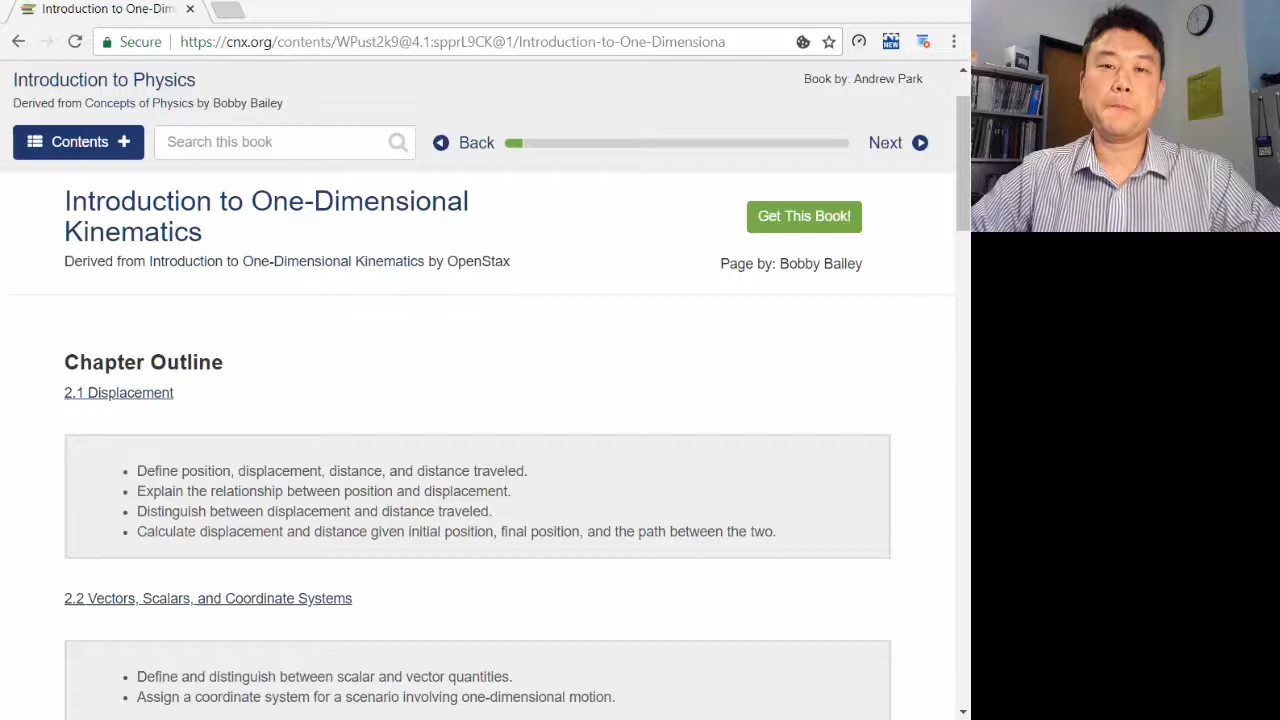 Introduction to One-Dim
Secure
https://cnx.org/contents/WPust2k9@4.1:spprL9CK@1/Introduction-to-One-Dimensiona
NEW
Introduction to Physics
Book by: Andrew Park
Derived from Concepts of Physics by Bobby Bailey
Contents +
Search this book
Back
Next
Introduction to One-Dimensional
Kinematics
Get This Book!
Derived from Introduction to One-Dimensional Kinematics by OpenStax
Page by: Bobby Bailey
Chapter Outline
2.1 Displacement
• Define position, displacement, distance, and distance traveled.
• Explain the relationship between position and displacement.
• Distinguish between displacement and distance traveled.
• Calculate displacement and distance given initial position, final position, and the path between the two.
2.2 Vectors, Scalars, and Coordinate Systems
• Define and distinguish between scalar and vector quantities.
• Assign a coordinate system for a scenario involving one-dimensional motion.